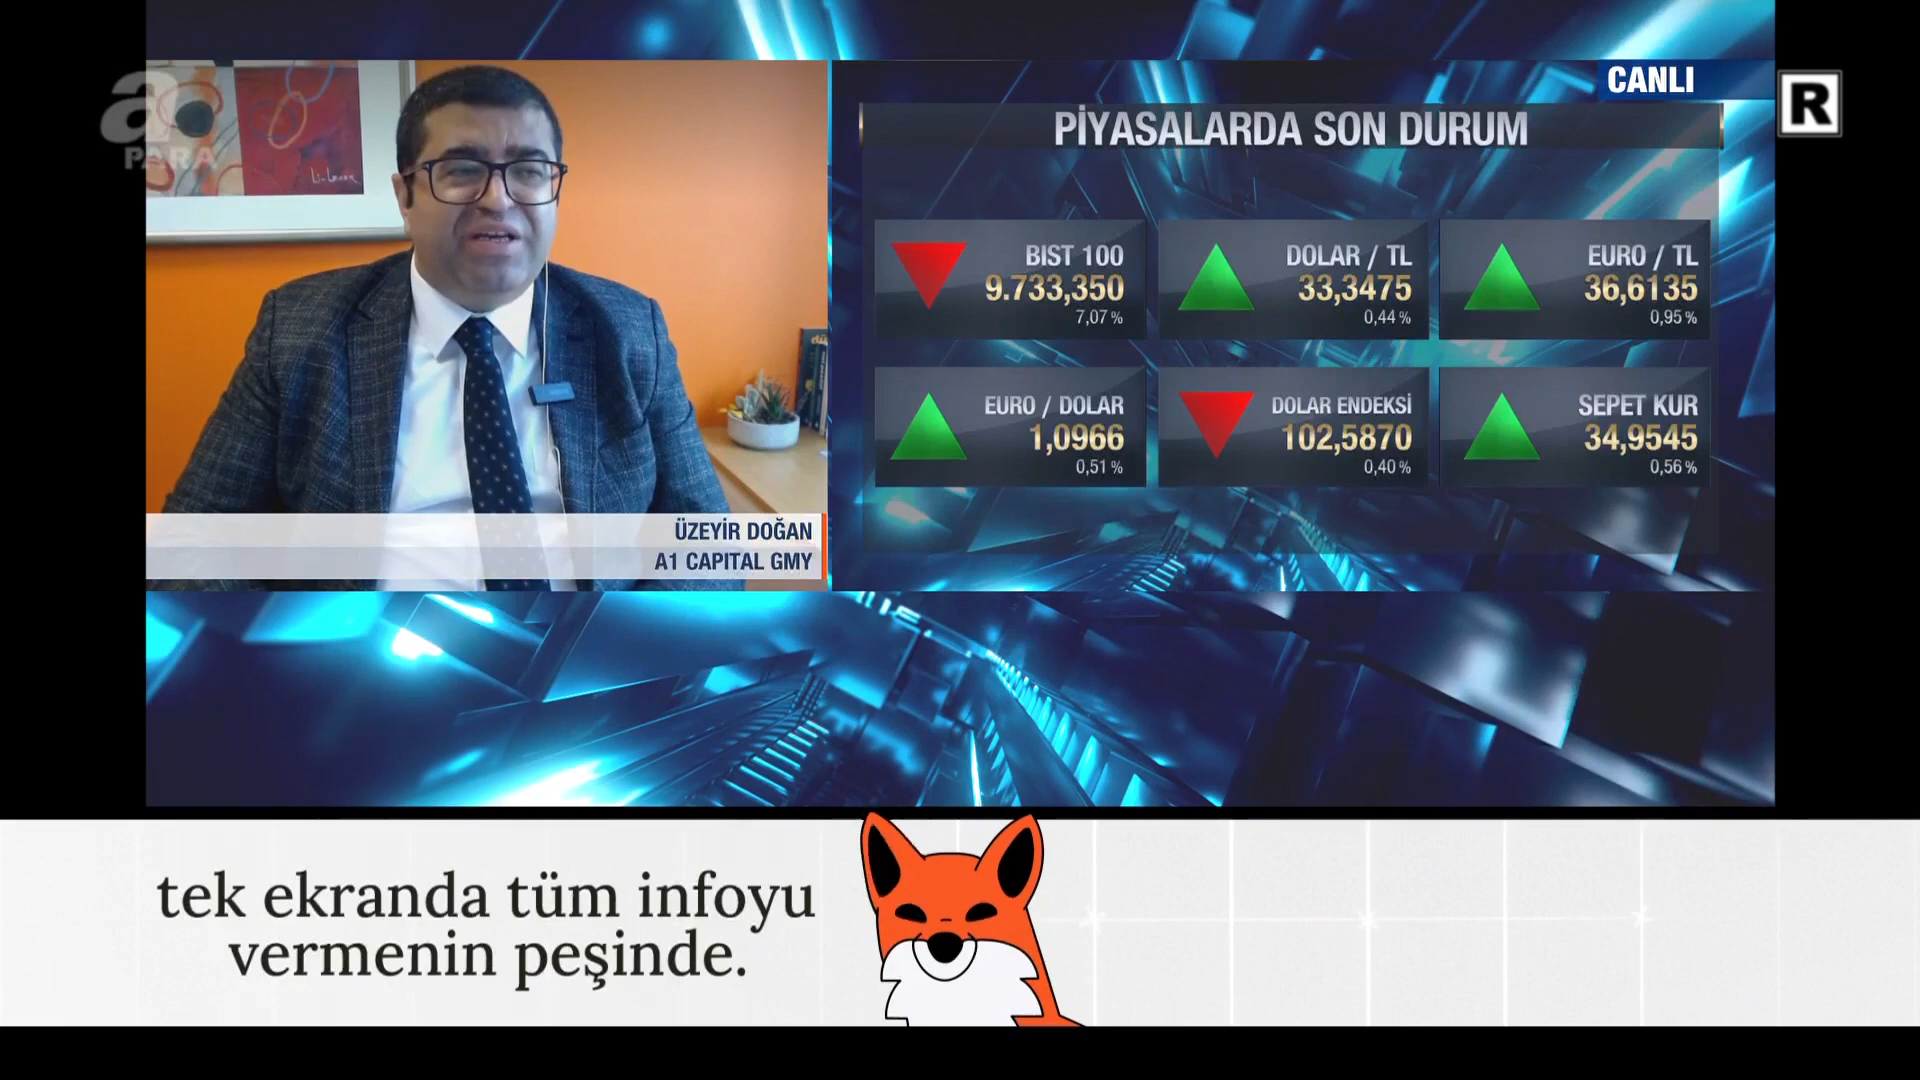 a
PARA
Lindauer
CANLI
R
PİYASALARDA SON DURUM
BIST 100
9.733,350
7,07 %
DOLAR / TL
33,3475
0,44 %
EURO / TL
36,6135
0,95 %
EURO / DOLAR
1,0966
0,51 %
DOLAR ENDEKSİ
102,5870
0,40 %
SEPET KUR
34,9545
0,56 %
ÜZEYİR DOĞAN
A1 CAPITAL GMY
tek ekranda tüm infoyu
vermenin peşinde.